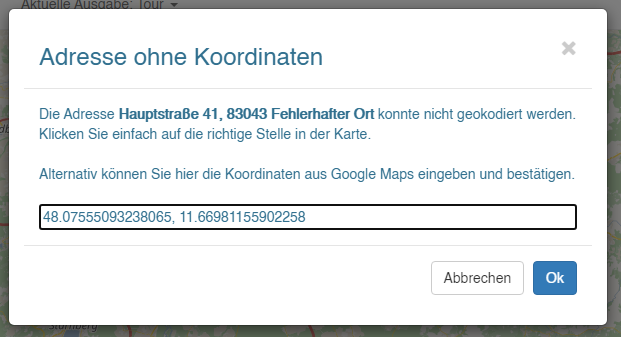 Aktuelle Ausgabe: Tour
Adresse ohne Koordinaten
×
Die Adresse Hauptstraße 41, 83043 Fehlerhafter Ort konnte nicht geokodiert werden.
Klicken Sie einfach auf die richtige Stelle in der Karte.
Alternativ können Sie hier die Koordinaten aus Google Maps eingeben und bestätigen.
48.07555093238065, 11.66981155902258
Abbrechen Ok
Starnberg